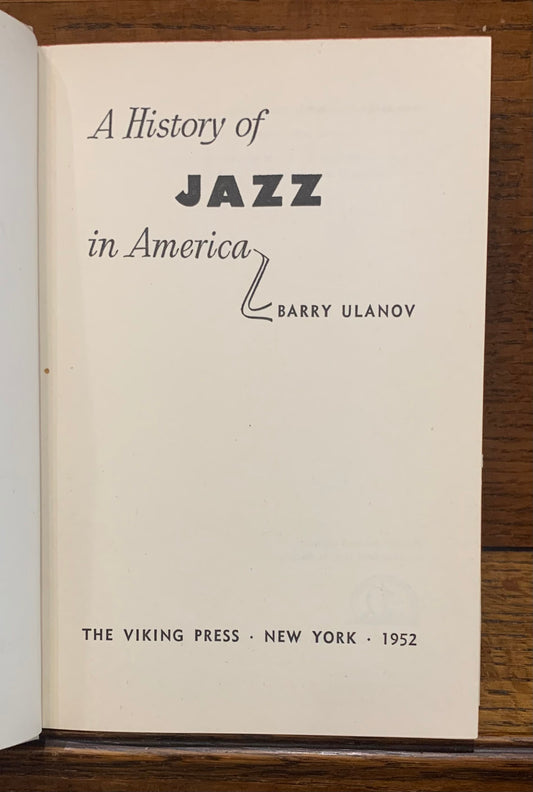 A History of
JAZZ
in America
BARRY ULANOV
THE VIKING PRESS · NEW YORK · 1952